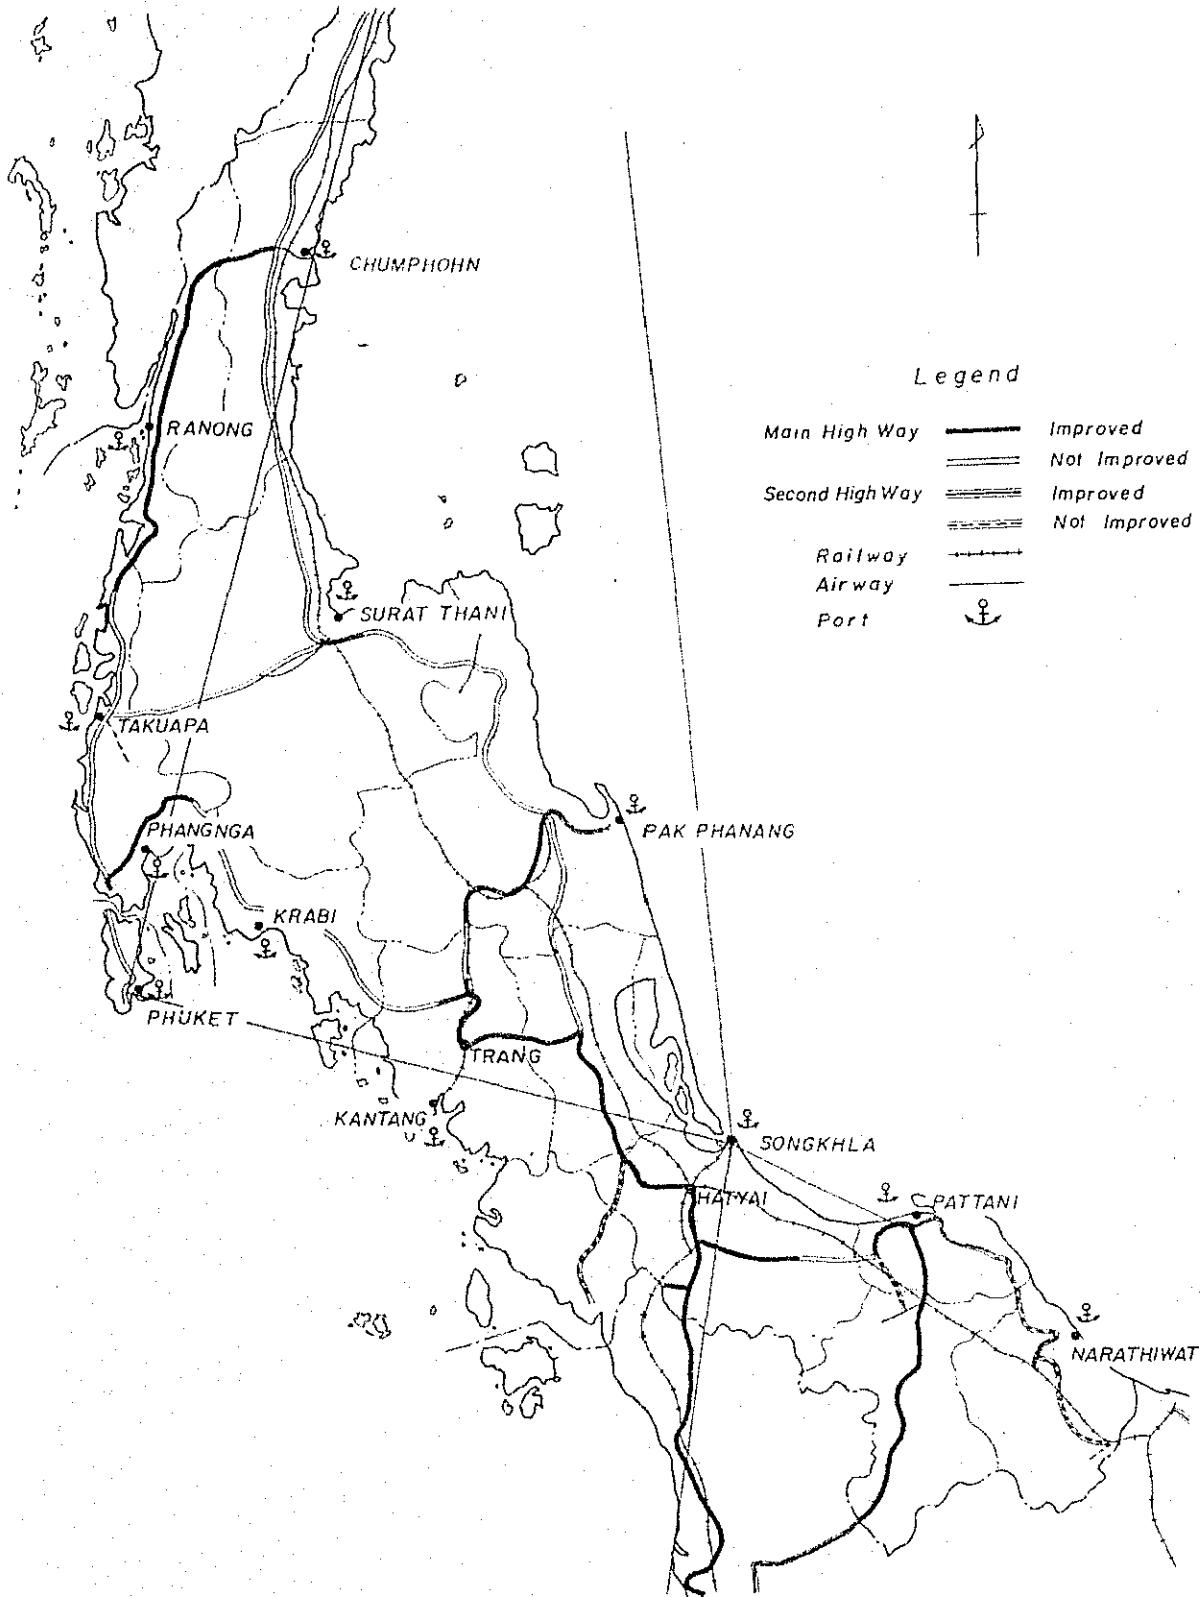 CHUMPHOHN
Legend
Main High Way Improved
Not Improved
RANONG
Second High Way Improved
Not Improved
Railway
Airway
Port
SURAT THANI
TAKUAPA
PHANGNGA
PAK PHANANG
KRABI
PHUKET
TRANG
KANTANG
SONGKHLA
HATYAI
PATTANI
NARATHIWAT